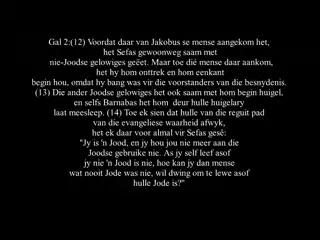 Gal 2:(12) Voordat daar van Jakobus se mense aangekom het,
het Sefas gewoonweg saam met
nie-Joodse gelowiges geëet. Maar toe dié mense daar aankom,
het hy hom onttrek en hom eenkant
begin hou, omdat hy bang was vir die voorstanders van die besnydenis.
(13) Die ander Joodse gelowiges het ook saam met hom begin huigel,
en selfs Barnabas het hom deur hulle huigelary
laat meesleep. (14) Toe ek sien dat hulle van die reguit pad
van die evangeliese waarheid afwyk,
het ek daar voor almal vir Sefas gesê:
"Jy is 'n Jood, en jy hou jou nie meer aan die
Joodse gebruike nie. As jy self leef asof
jy nie 'n Jood is nie, hoe kan jy dan mense
wat nooit Jode was nie, wil dwing om te lewe asof
hulle Jode is?"